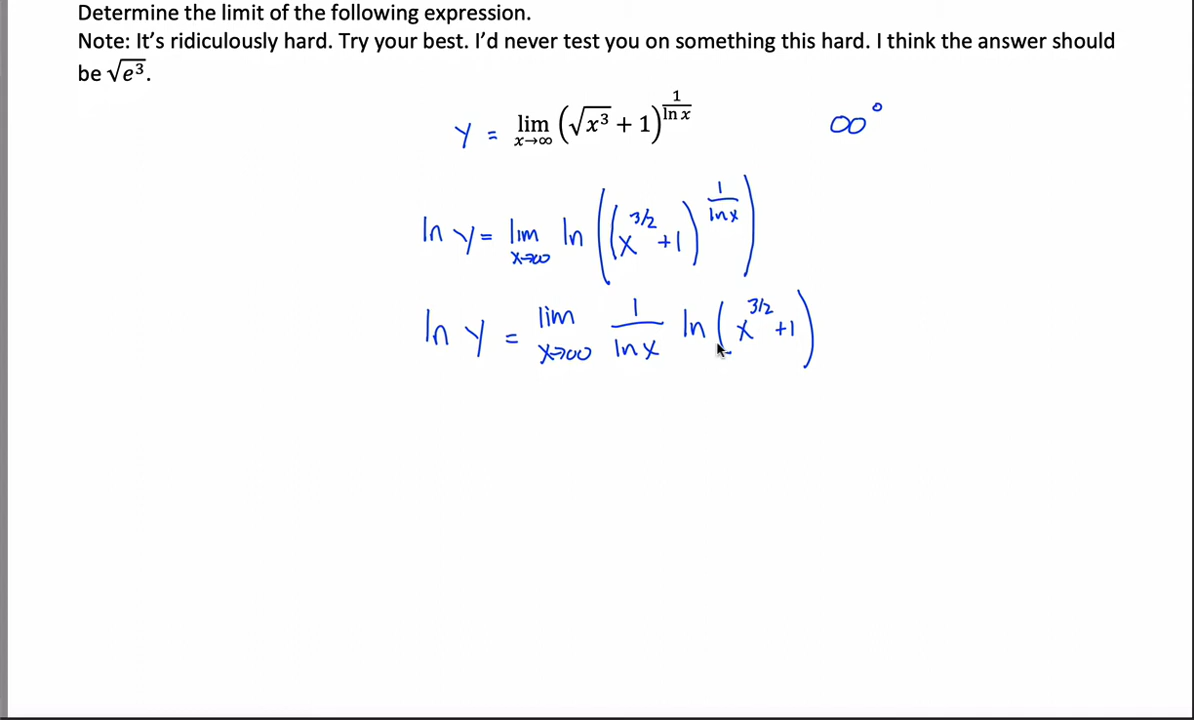 Determine the limit of the following expression.
Note: It's ridiculously hard. Try your best. I'd never test you on something this hard. I think the answer should
be √e³.
y = lim x→∞ (√x³ + 1)^(1/ln x) ∞⁰
ln y = lim x→∞ ln((x^(3/2) + 1)^(1/ln x))
ln y = lim x→∞ 1/ln x ln(x^(3/2) + 1)